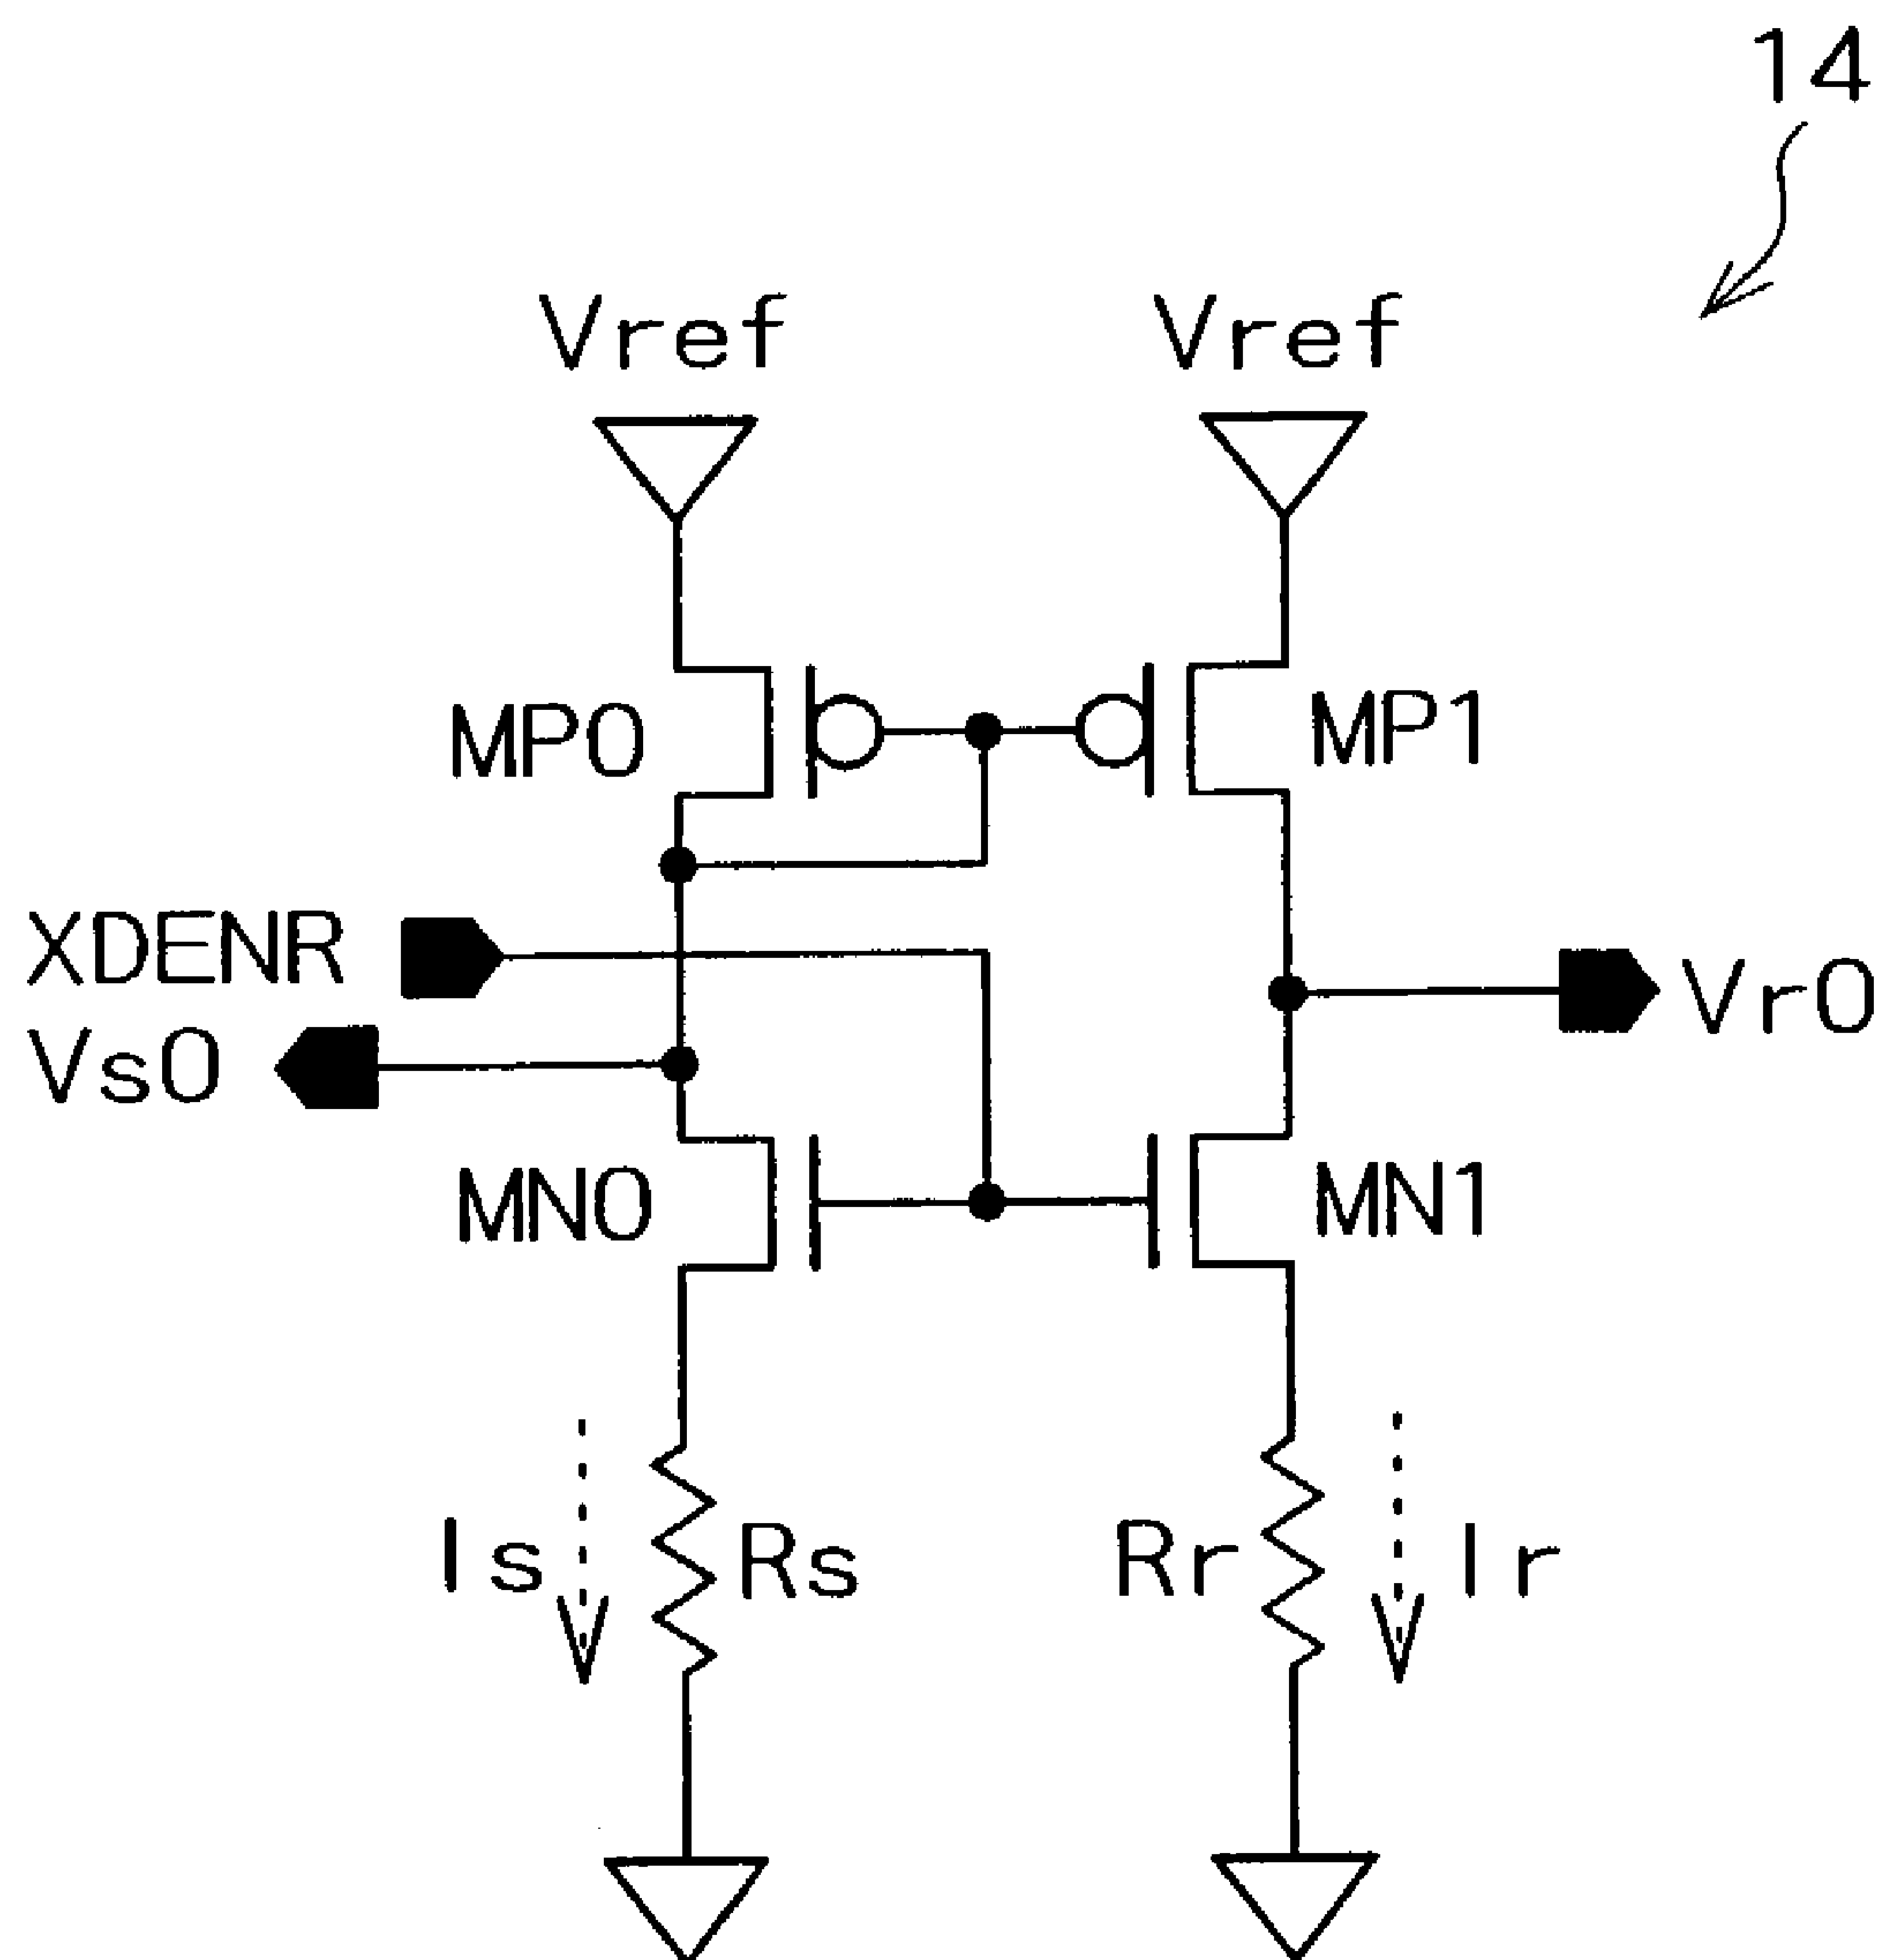 14
Vref Vref
MP0 MP1
XDENR
Vs0 Vr0
MN0 MN1
Is Rs Rr Ir